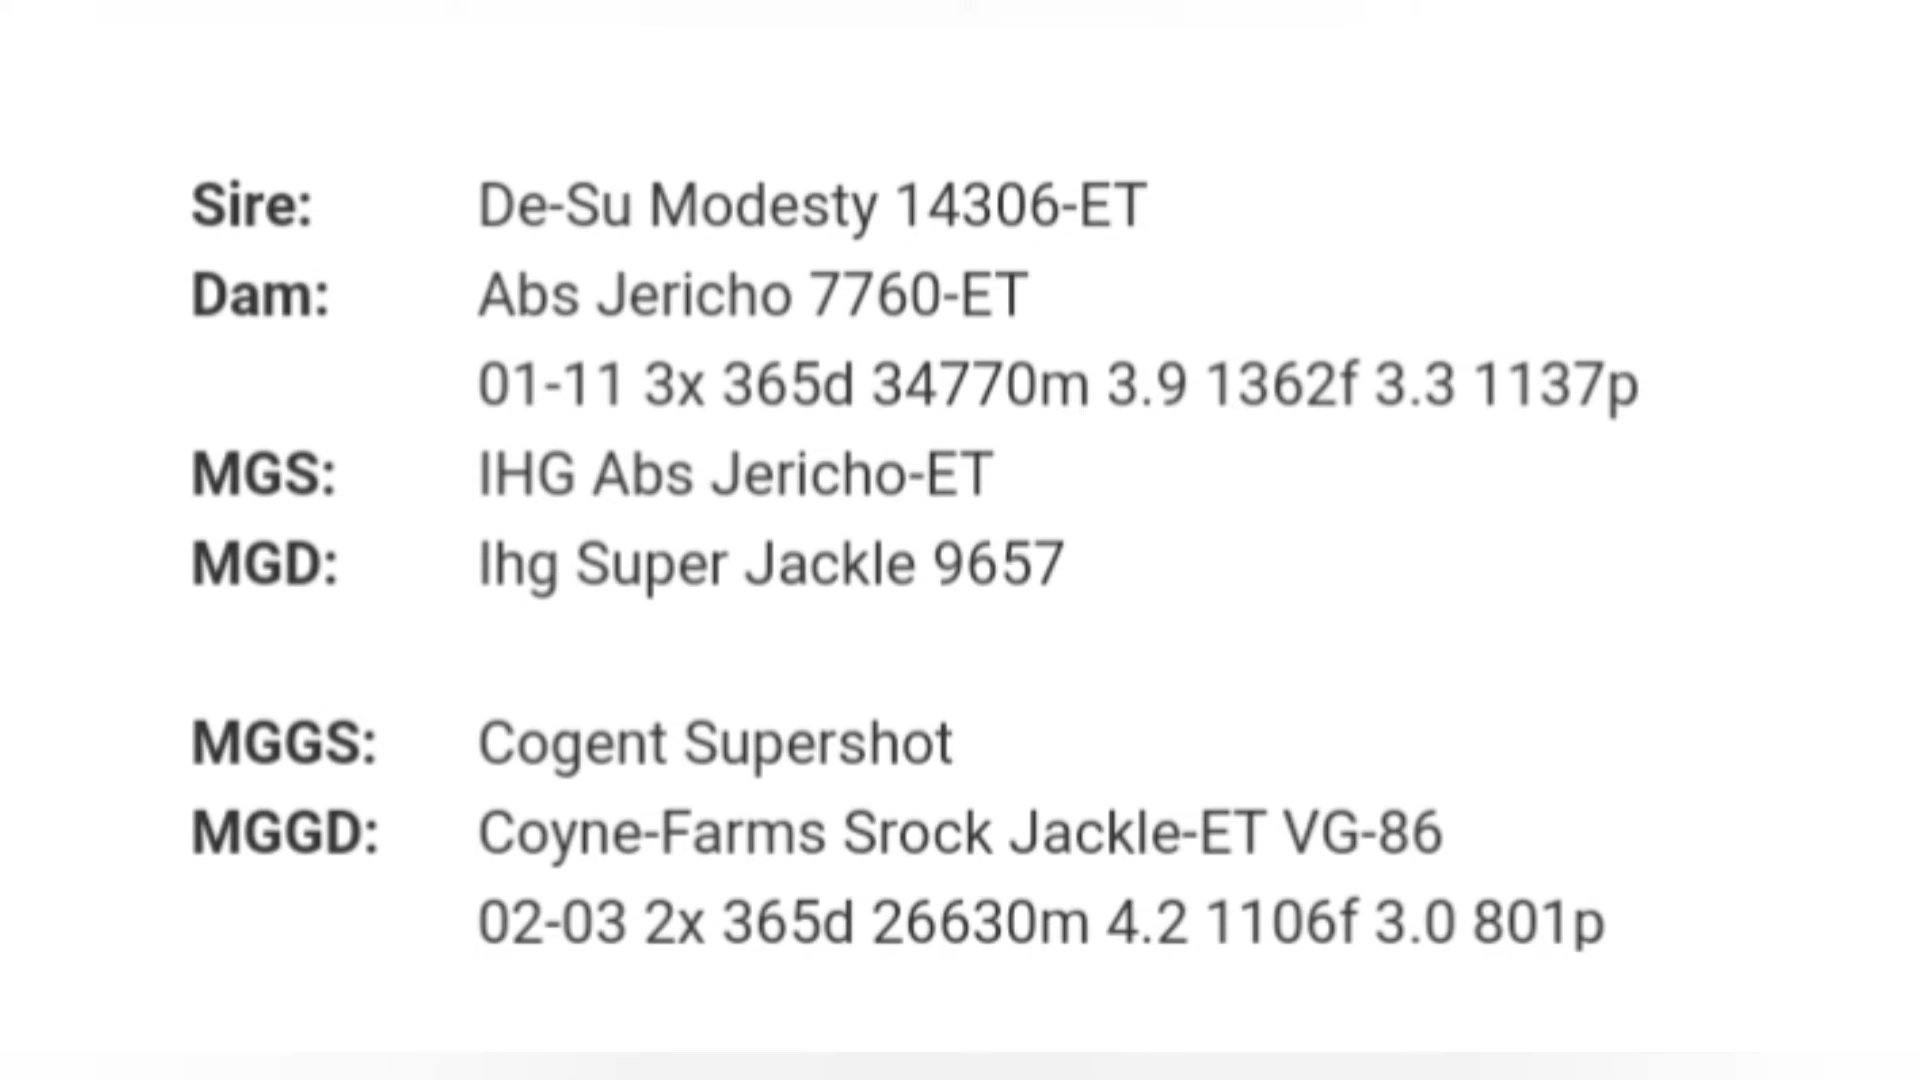 Sire: De-Su Modesty 14306-ET
Dam: Abs Jericho 7760-ET
01-11 3x 365d 34770m 3.9 1362f 3.3 1137p
MGS: IHG Abs Jericho-ET
MGD: Ihg Super Jackle 9657
MGGS: Cogent Supershot
MGGD: Coyne-Farms Srock Jackle-ET VG-86
02-03 2x 365d 26630m 4.2 1106f 3.0 801p